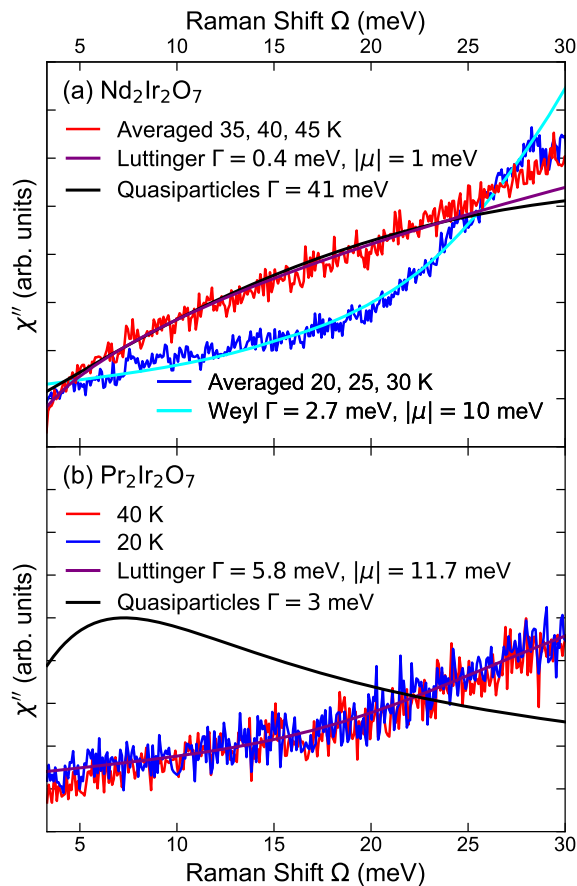 Raman Shift Ω (meV)
5 10 15 20 25 30
(a) Nd₂Ir₂O₇
Averaged 35, 40, 45 K
Luttinger Γ = 0.4 meV, |μ| = 1 meV
Quasiparticles Γ = 41 meV
χ′′ (arb. units)
Averaged 20, 25, 30 K
Weyl Γ = 2.7 meV, |μ| = 10 meV
(b) Pr₂Ir₂O₇
40 K
20 K
Luttinger Γ = 5.8 meV, |μ| = 11.7 meV
Quasiparticles Γ = 3 meV
χ′′ (arb. units)
5 10 15 20 25 30
Raman Shift Ω (meV)